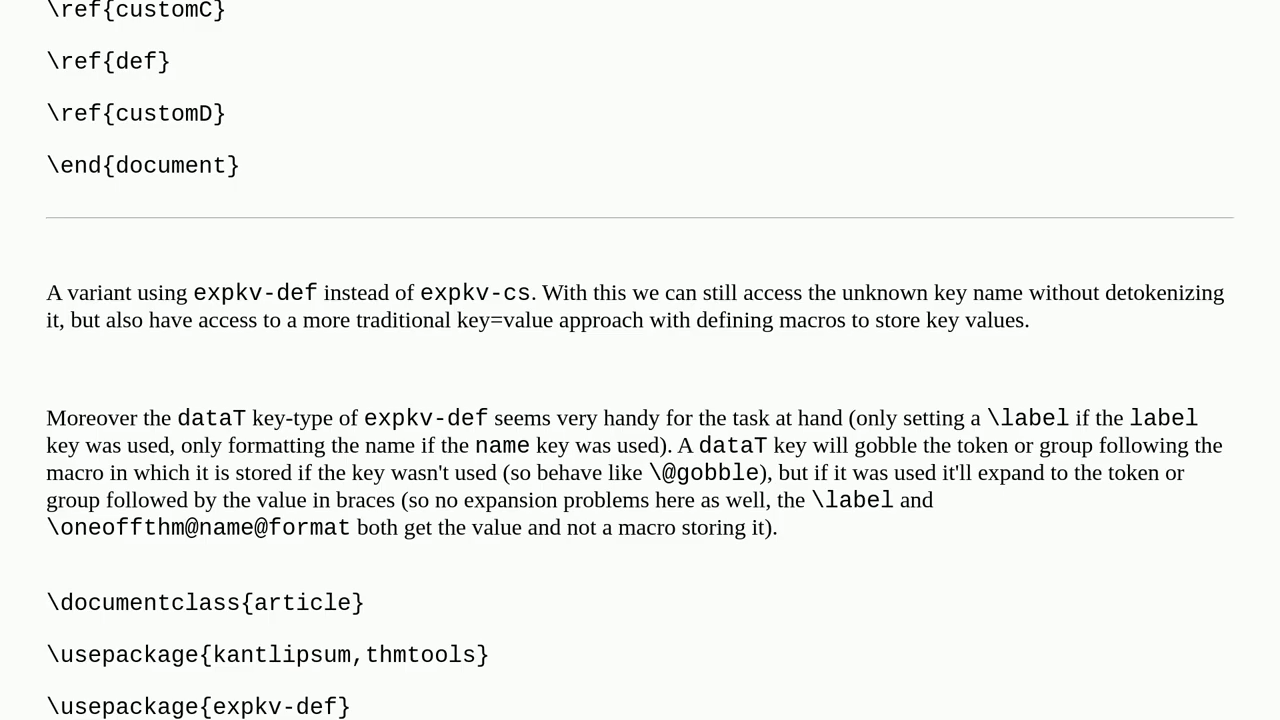 \ref{customC}
\ref{def}
\ref{customD}
\end{document}
A variant using expkv-def instead of expkv-cs. With this we can still access the unknown key name without detokenizing
it, but also have access to a more traditional key=value approach with defining macros to store key values.
Moreover the dataT key-type of expkv-def seems very handy for the task at hand (only setting a \label if the label
key was used, only formatting the name if the name key was used). A dataT key will gobble the token or group following the
macro in which it is stored if the key wasn't used (so behave like \@gobble), but if it was used it'll expand to the token or
group followed by the value in braces (so no expansion problems here as well, the \label and
\oneoffthm@name@format both get the value and not a macro storing it).
\documentclass{article}
\usepackage{kantlipsum,thmtools}
\usepackage{expkv-def}